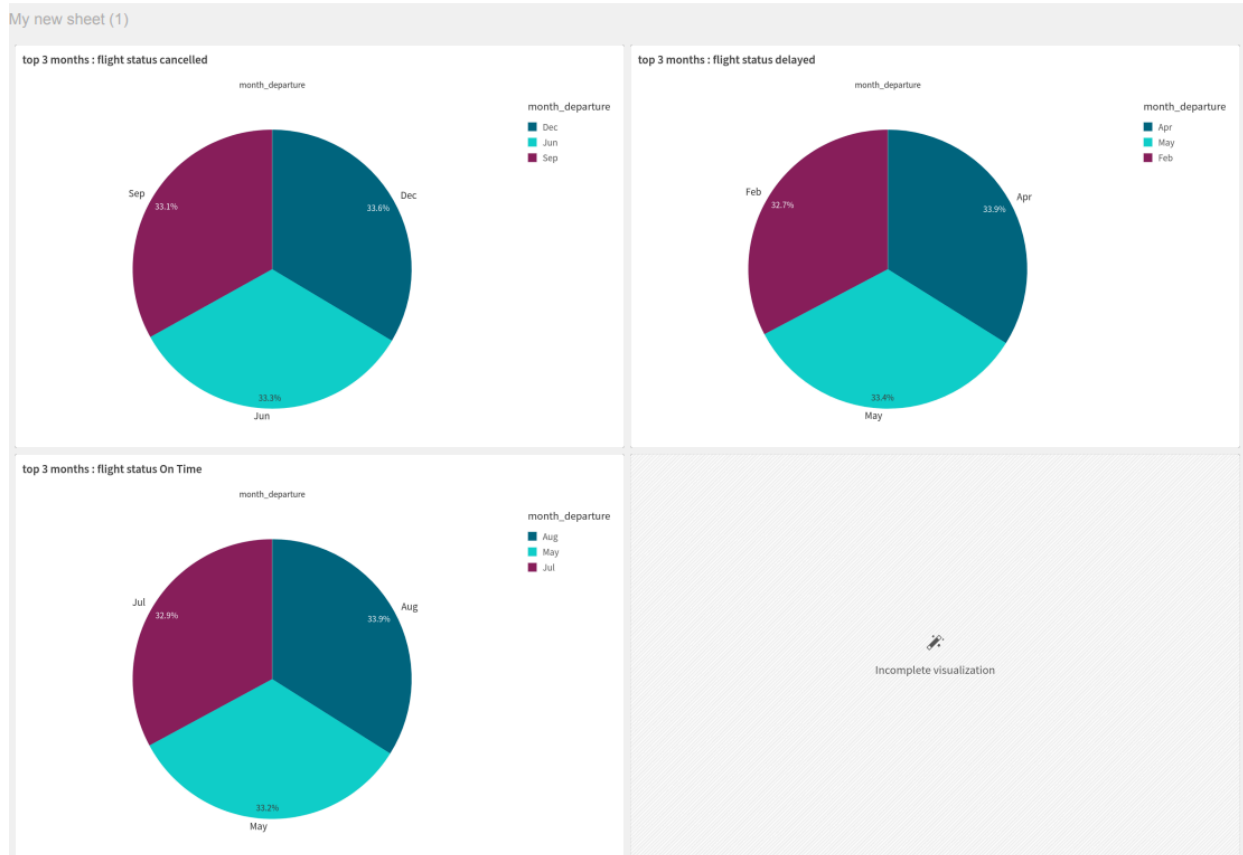 My new sheet (1)
top 3 months : flight status cancelled
month_departure
month_departure
Dec
Jun
Sep
Sep
33.1%
Dec
33.6%
33.3%
Jun
top 3 months : flight status delayed
month_departure
month_departure
Apr
May
Feb
Feb
32.7%
Apr
33.9%
33.4%
May
top 3 months : flight status On Time
month_departure
month_departure
Aug
May
Jul
Jul
32.9%
Aug
33.9%
33.2%
May
Incomplete visualization